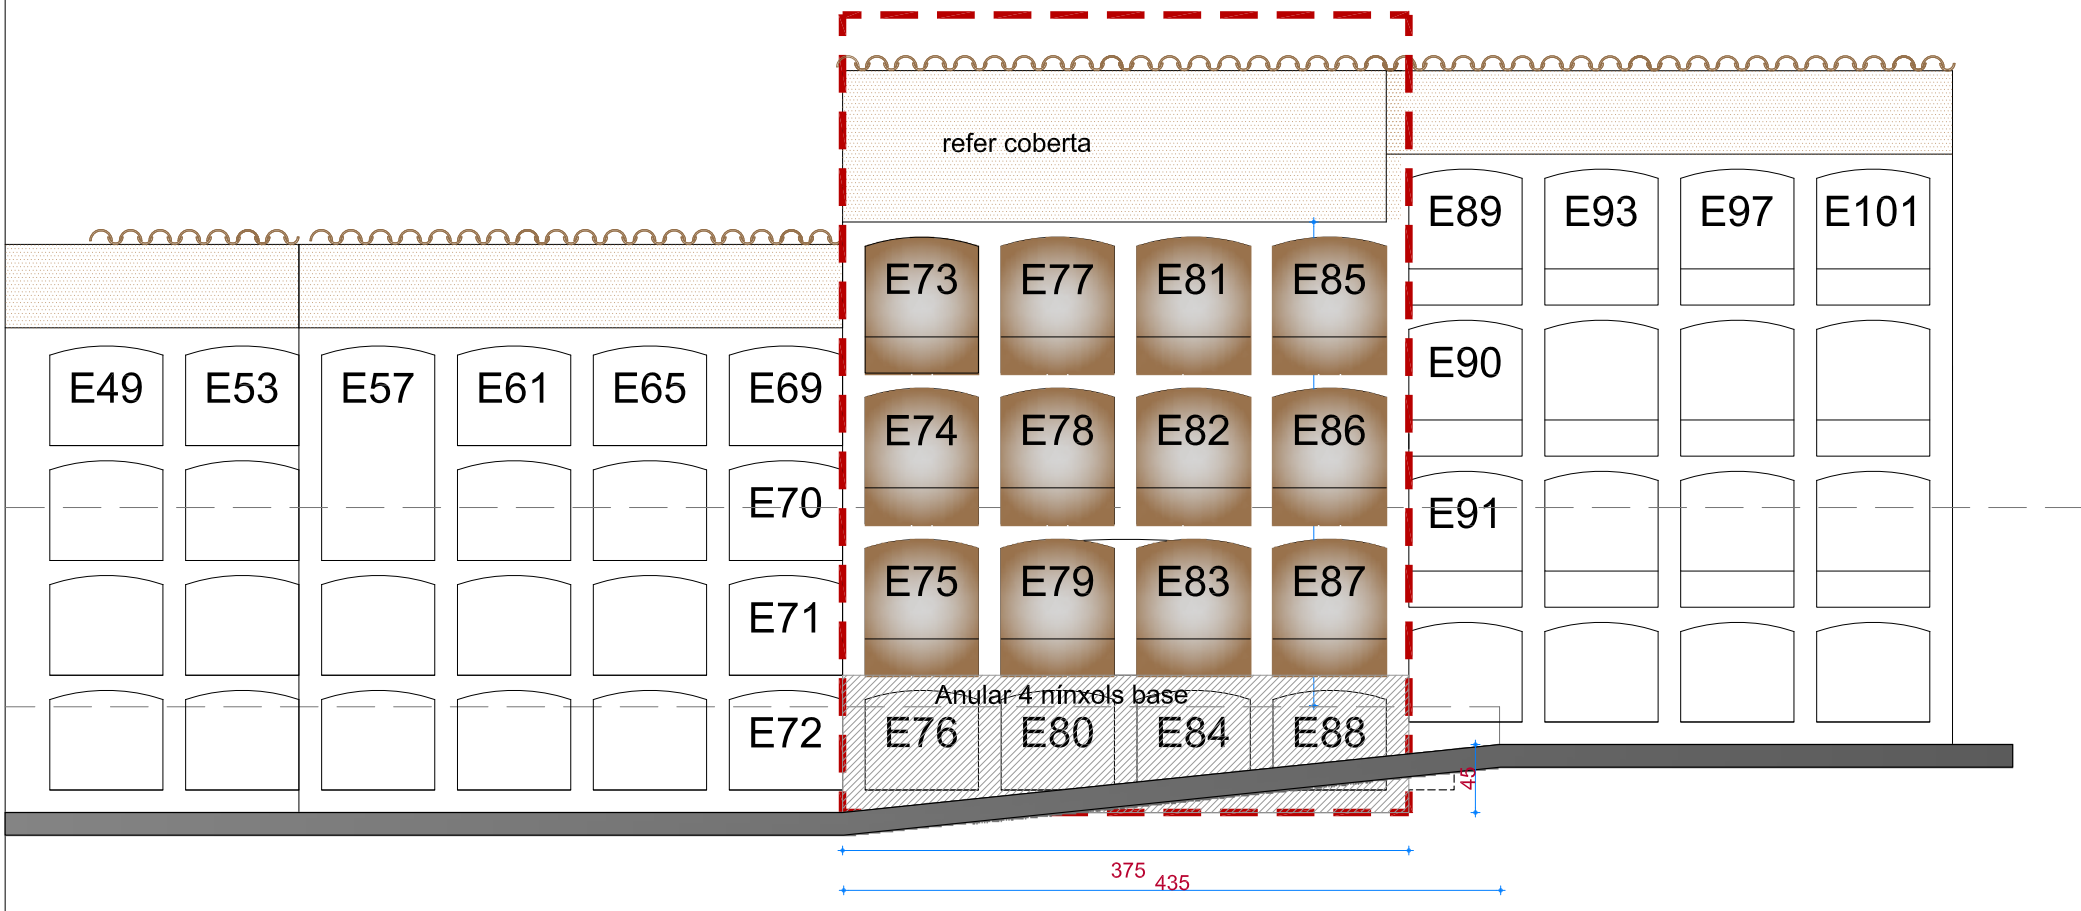 refer coberta
E89 E93 E97 E101
E73 E77 E81 E85
E49 E53 E57 E61 E65 E69
E90
E74 E78 E82 E86
E70
E91
E75 E79 E83 E87
E71
Anular 4 nínxols base
E72 E76 E80 E84 E88
45
375
435